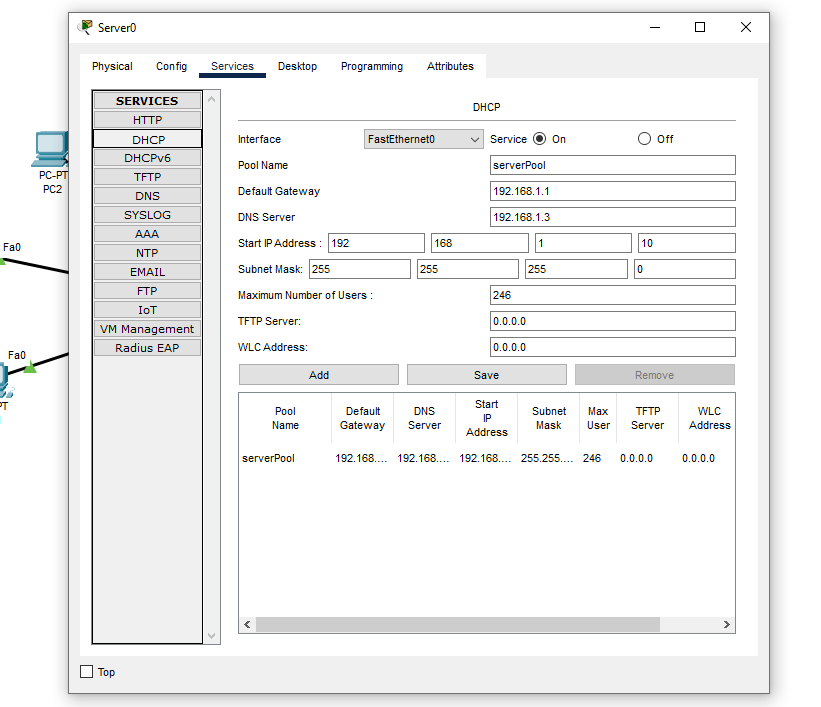 Server0
Physical Config Services Desktop Programming Attributes
SERVICES
HTTP
DHCP
DHCPv6
TFTP
DNS
SYSLOG
AAA
NTP
EMAIL
FTP
IoT
VM Management
Radius EAP
DHCP
Interface FastEthernet0 Service On Off
Pool Name serverPool
Default Gateway 192.168.1.1
DNS Server 192.168.1.3
Start IP Address : 192 168 1 10
Subnet Mask: 255 255 255 0
Maximum Number of Users : 246
TFTP Server: 0.0.0.0
WLC Address: 0.0.0.0
Add Save Remove
Pool Name Default Gateway DNS Server Start IP Address Subnet Mask Max User TFTP Server WLC Address
serverPool 192.168.... 192.168.... 192.168.... 255.255.... 246 0.0.0.0 0.0.0.0
Top
PC-PT
PC2
Fa0
Fa0
PT